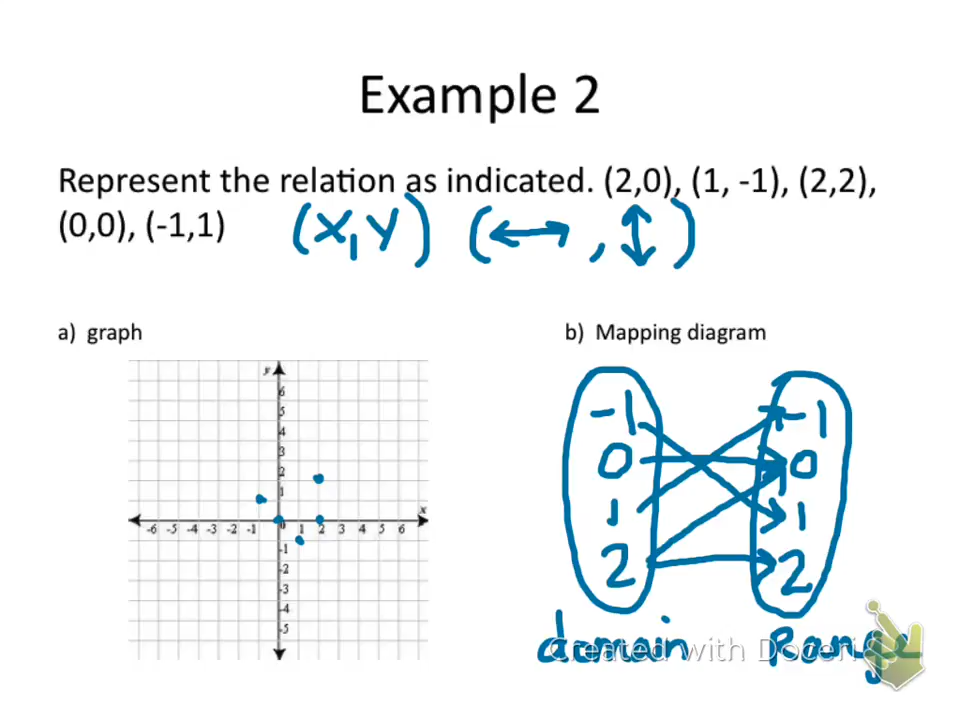 Example 2
Represent the relation as indicated. (2,0), (1, -1), (2,2),
(0,0), (-1,1)
(X,Y) (↔,↕)
a) graph
b) Mapping diagram
y
6
5
4
3
2
1
-6 -5 -4 -3 -2 -1 0 1 2 3 4 5 6 x
-1
-2
-3
-4
-5
-1 -1
0 0
1 1
2 2
domain Range
Created with Doceri